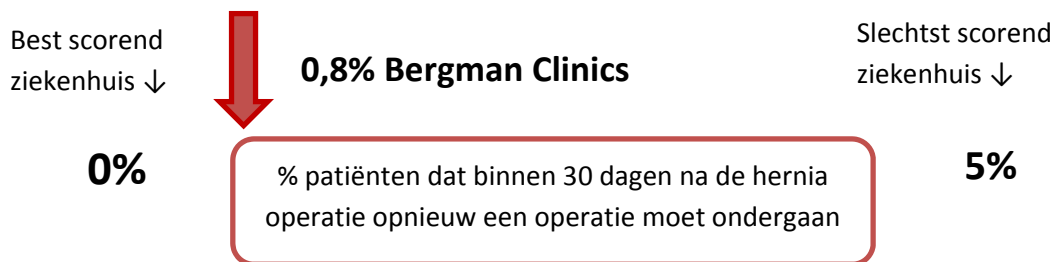 Best scorend
ziekenhuis ↓
0,8% Bergman Clinics
Slechtst scorend
ziekenhuis ↓
0%
% patiënten dat binnen 30 dagen na de hernia
operatie opnieuw een operatie moet ondergaan
5%